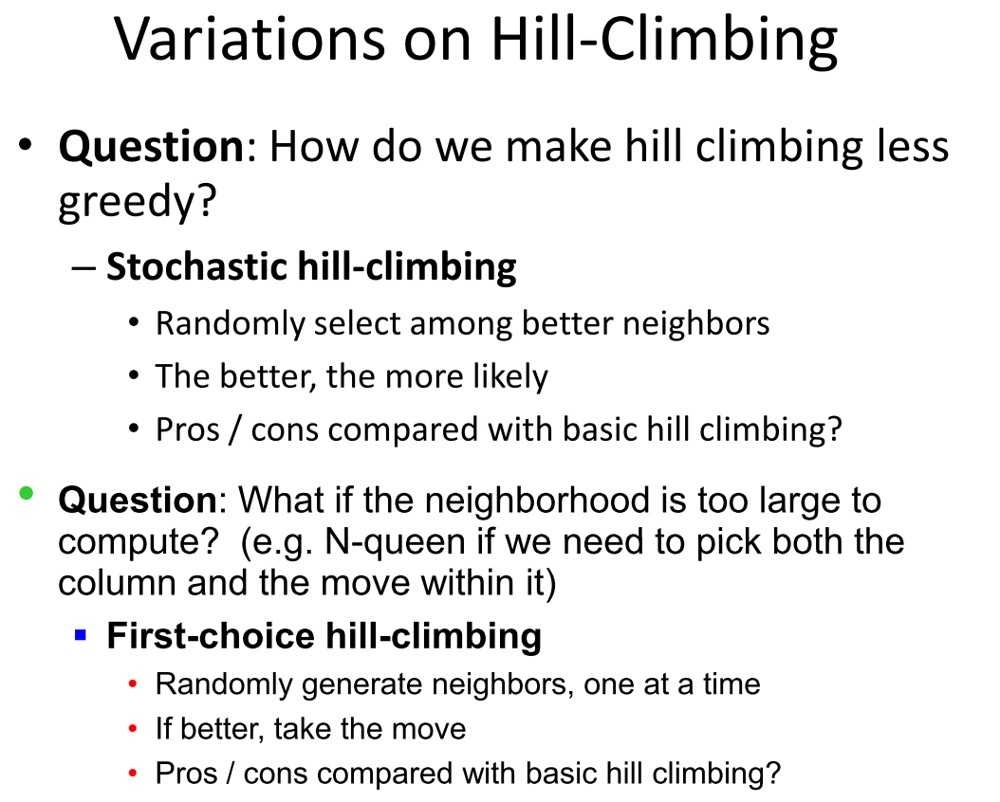 Variations on Hill-Climbing
• Question: How do we make hill climbing less
greedy?
– Stochastic hill-climbing
• Randomly select among better neighbors
• The better, the more likely
• Pros / cons compared with basic hill climbing?
• Question: What if the neighborhood is too large to
compute?  (e.g. N-queen if we need to pick both the
column and the move within it)
▪ First-choice hill-climbing
• Randomly generate neighbors, one at a time
• If better, take the move
• Pros / cons compared with basic hill climbing?